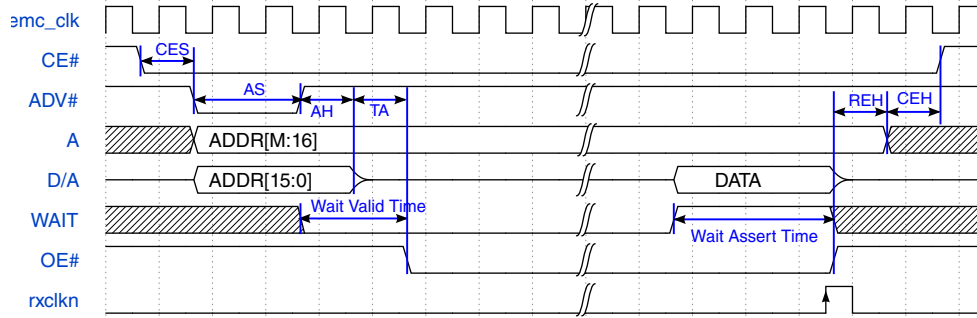 emc_clk
CE#
CES
ADV#
AS
AH
TA
REH
CEH
A
ADDR[M:16]
D/A
ADDR[15:0]
DATA
WAIT
Wait Valid Time
Wait Assert Time
OE#
rxclkn